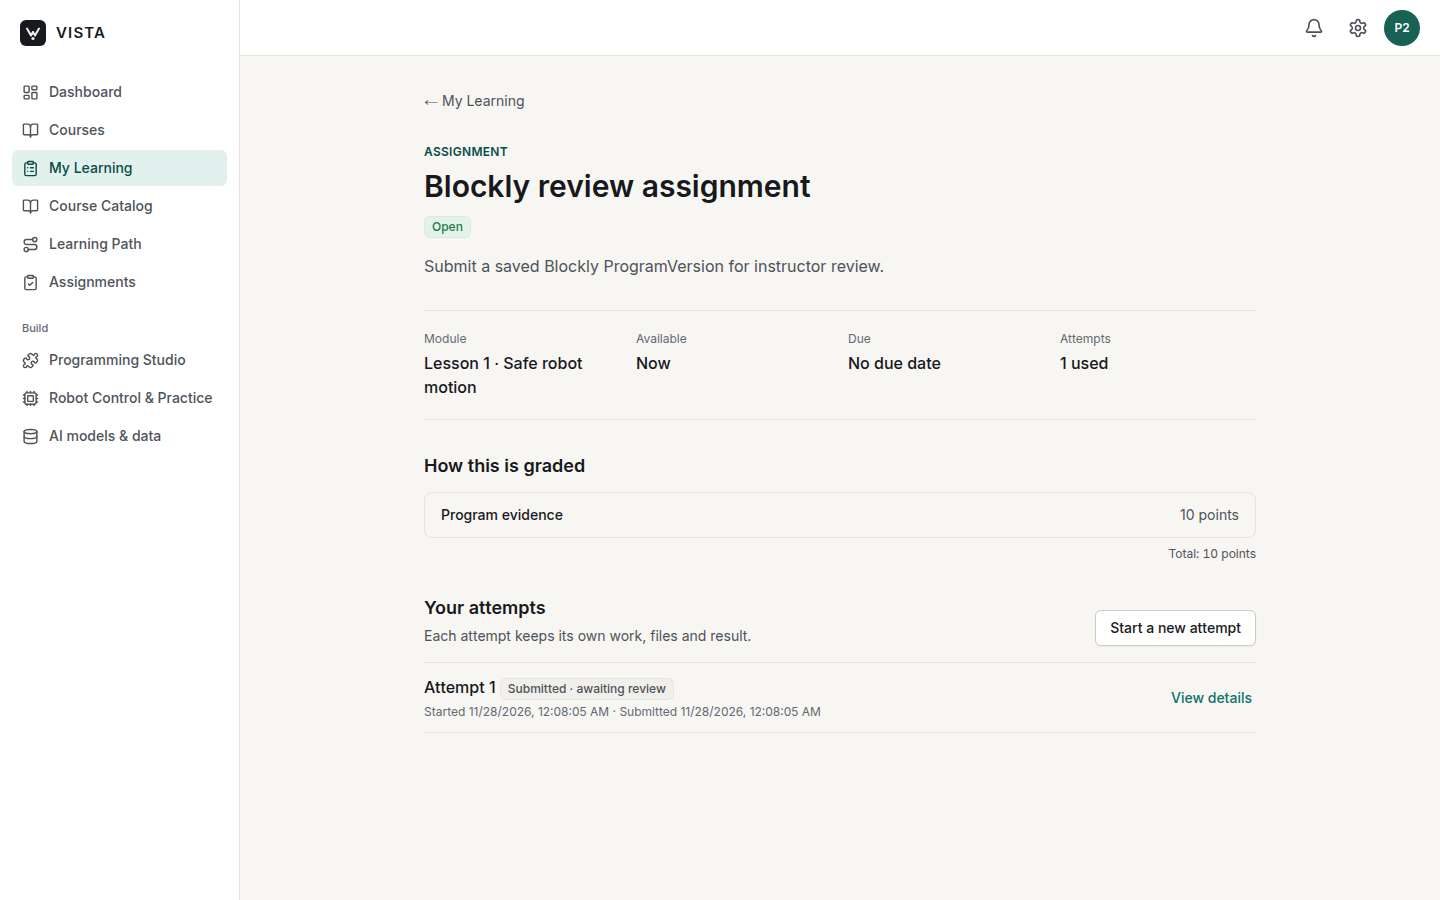 VISTA
P2
Dashboard
Courses
My Learning
Course Catalog
Learning Path
Assignments
Build
Programming Studio
Robot Control & Practice
AI models & data
← My Learning
ASSIGNMENT
Blockly review assignment
Open
Submit a saved Blockly ProgramVersion for instructor review.
Module
Lesson 1 · Safe robot
motion
Available
Now
Due
No due date
Attempts
1 used
How this is graded
Program evidence
10 points
Total: 10 points
Your attempts
Each attempt keeps its own work, files and result.
Start a new attempt
Attempt 1 Submitted · awaiting review
Started 11/28/2026, 12:08:05 AM · Submitted 11/28/2026, 12:08:05 AM
View details